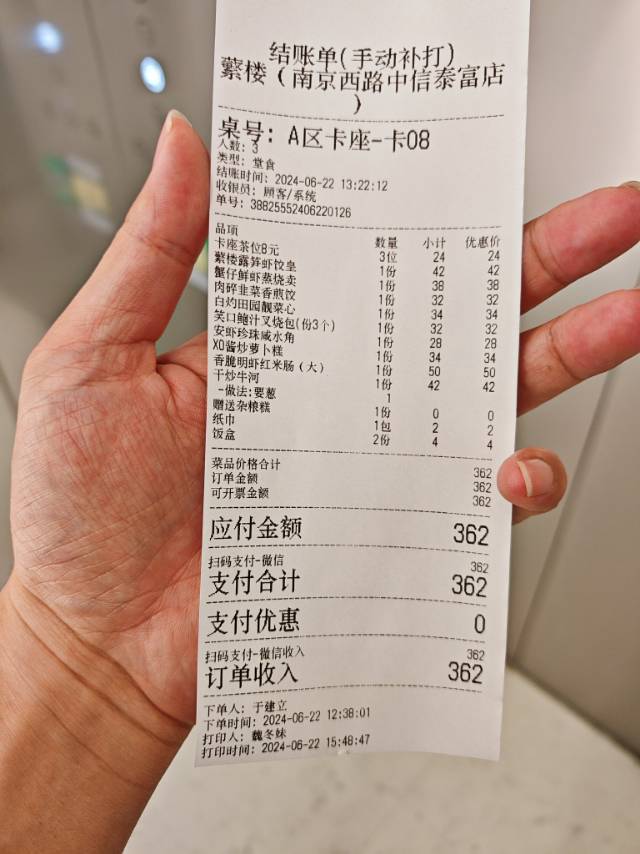 结账单(手动补打)
蘩楼（南京西路中信泰富店
）
桌号: A区卡座-卡08
人数: 3
类型: 堂食
结账时间: 2024-06-22 13:22:12
收银员: 顾客/系统
单号: 38825552406220126
品项 数量 小计 优惠价
卡座茶位8元 3位 24 24
蘩楼露笋虾饺皇 1份 42 42
蟹仔鲜虾蒸烧卖 1份 38 38
肉碎韭菜香煎饺 1份 32 32
白灼田园靓菜心 1份 34 34
笑口鲍汁叉烧包(份3个) 1份 32 32
安虾珍珠咸水角 1份 28 28
XO酱炒萝卜糕 1份 34 34
香脆明虾红米肠（大） 1份 50 50
干炒牛河 1份 42 42
-做法:要葱 1
赠送杂粮糕 1份 0 0
纸巾 1包 2 2
饭盒 2份 4 4
菜品价格合计 362
订单金额 362
可开票金额 362
应付金额 362
扫码支付-微信 362
支付合计 362
支付优惠 0
扫码支付-微信收入 362
订单收入 362
下单人: 于建立
下单时间: 2024-06-22 12:38:01
打印人: 魏冬妹
打印时间: 2024-06-22 15:48:47